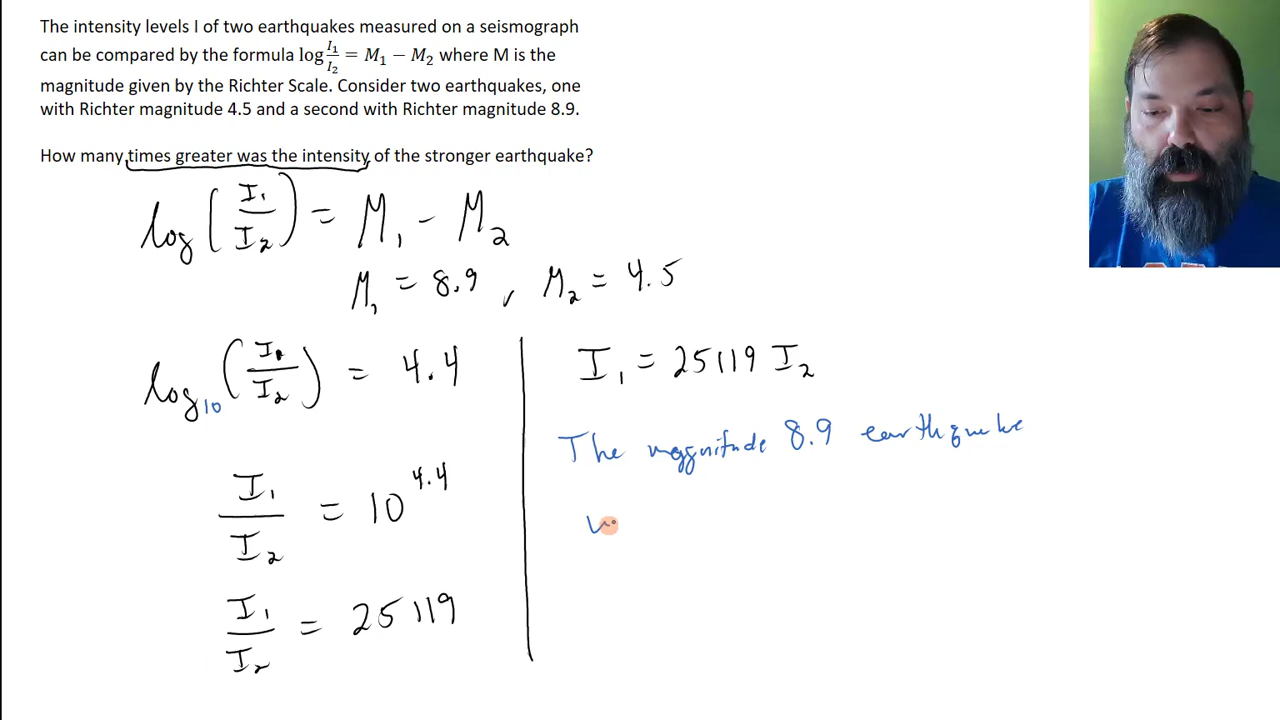 The intensity levels I of two earthquakes measured on a seismograph
can be compared by the formula log I₁/I₂ = M₁ − M₂ where M is the
magnitude given by the Richter Scale. Consider two earthquakes, one
with Richter magnitude 4.5 and a second with Richter magnitude 8.9.
How many times greater was the intensity of the stronger earthquake?
log(I₁/I₂) = M₁ − M₂
M₁ = 8.9 , M₂ = 4.5
log₁₀(I₁/I₂) = 4.4
I₁/I₂ = 10^4.4
I₁/I₂ = 25119
I₁ = 25119 I₂
The magnitude 8.9 earthquake